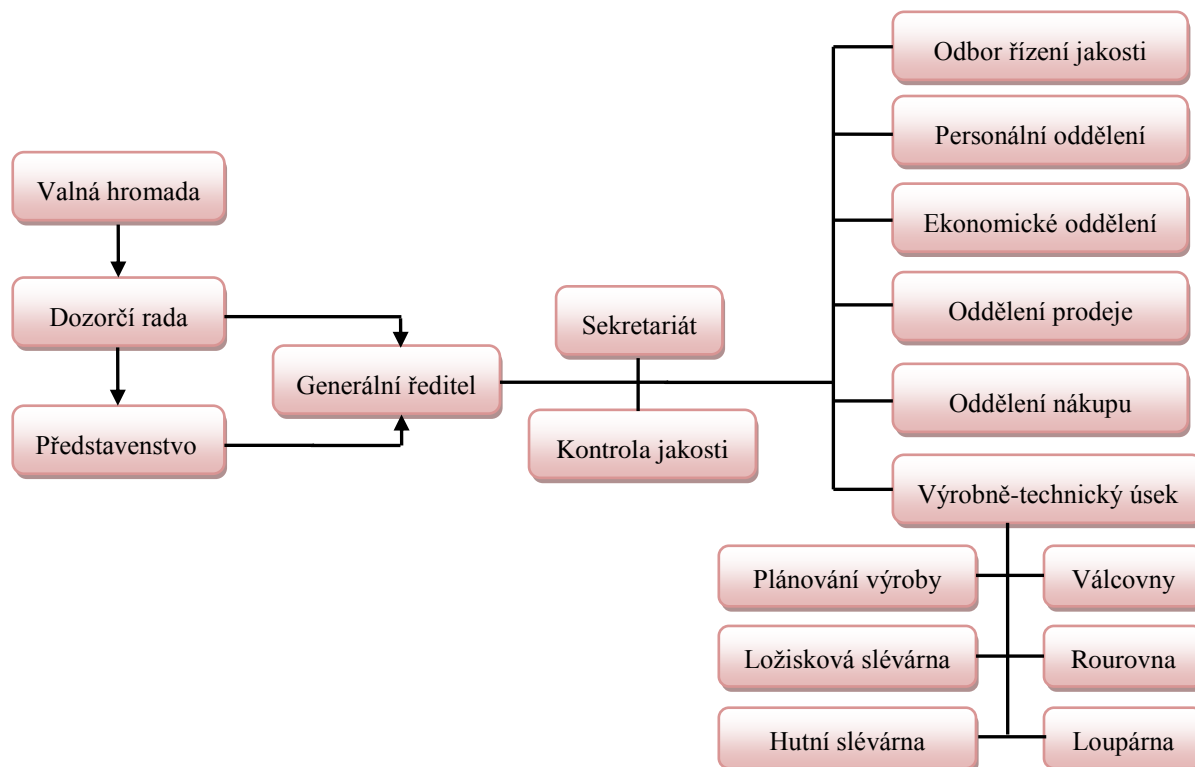 Valná hromada
Dozorčí rada
Představenstvo
Generální ředitel
Sekretariát
Kontrola jakosti
Odbor řízení jakosti
Personální oddělení
Ekonomické oddělení
Oddělení prodeje
Oddělení nákupu
Výrobně-technický úsek
Plánování výroby
Válcovny
Ložisková slévárna
Rourovna
Hutní slévárna
Loupárna